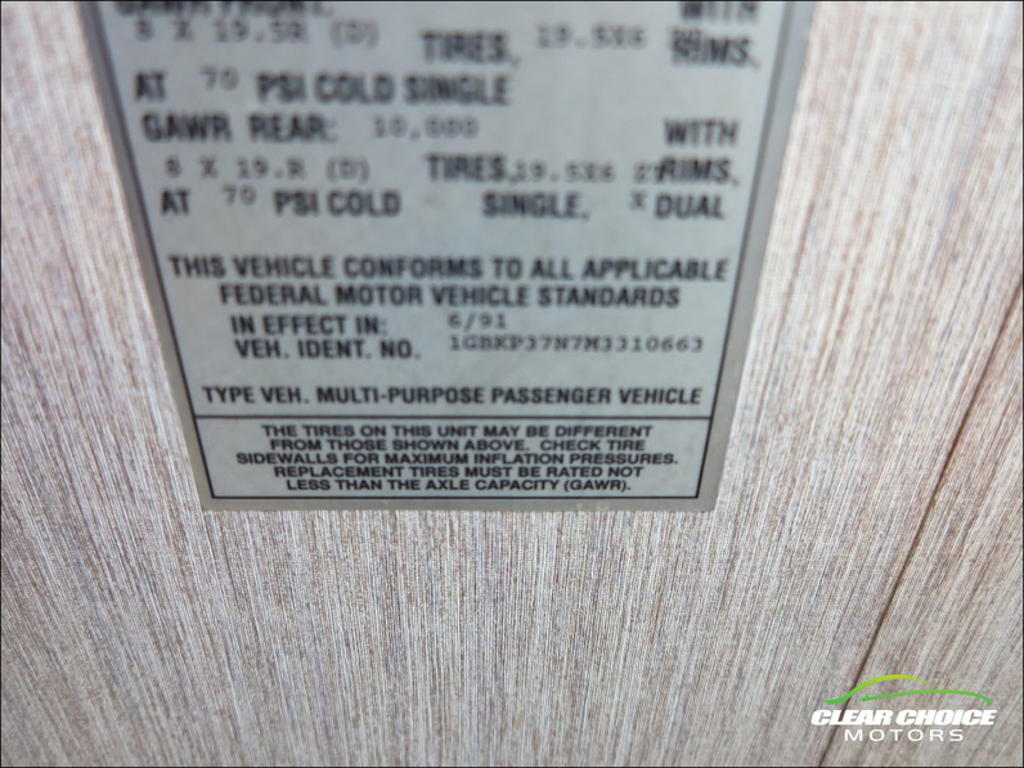 GAWR FRONT: WITH
8 X 19.5R (D) TIRES, 19.5X6 RIMS,
AT 70 PSI COLD SINGLE
GAWR REAR: 10,000 WITH
8 X 19.R (D) TIRES, 19.5X6 RIMS,
AT 70 PSI COLD SINGLE, X DUAL
THIS VEHICLE CONFORMS TO ALL APPLICABLE
FEDERAL MOTOR VEHICLE STANDARDS
IN EFFECT IN: 6/91
VEH. IDENT. NO. 1GBKP37N7M3310663
TYPE VEH. MULTI-PURPOSE PASSENGER VEHICLE
THE TIRES ON THIS UNIT MAY BE DIFFERENT
FROM THOSE SHOWN ABOVE. CHECK TIRE
SIDEWALLS FOR MAXIMUM INFLATION PRESSURES.
REPLACEMENT TIRES MUST BE RATED NOT
LESS THAN THE AXLE CAPACITY (GAWR).
CLEAR CHOICE
MOTORS